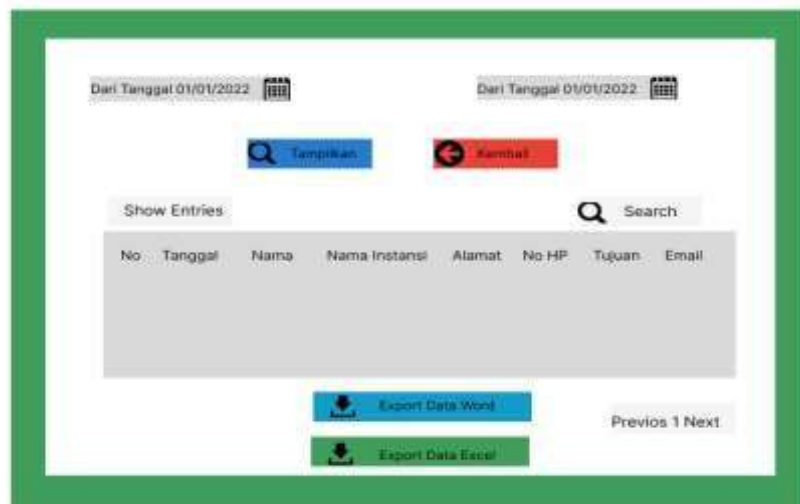 Dari Tanggal 01/01/2022 Dari Tanggal 01/01/2022
Tampilkan Kembali
Show Entries Search
No Tanggal Nama Nama Instansi Alamat No HP Tujuan Email
Export Data Word
Previos 1 Next
Export Data Excel